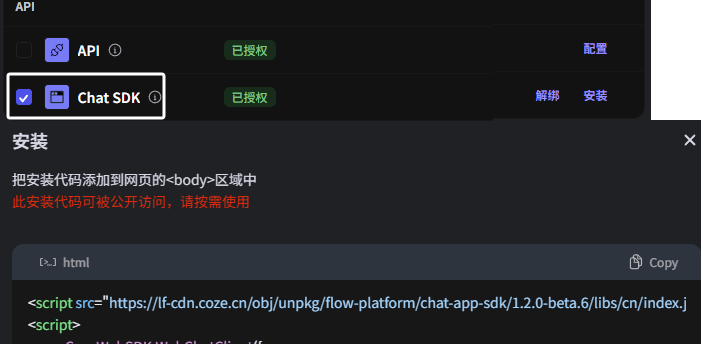 API
API 已授权 配置
Chat SDK 已授权 解绑 安装
安装
把安装代码添加到网页的<body>区域中
此安装代码可被公开访问，请按需使用
html Copy
<script src="https://lf-cdn.coze.cn/obj/unpkg/flow-platform/chat-app-sdk/1.2.0-beta.6/libs/cn/index.j
<script>